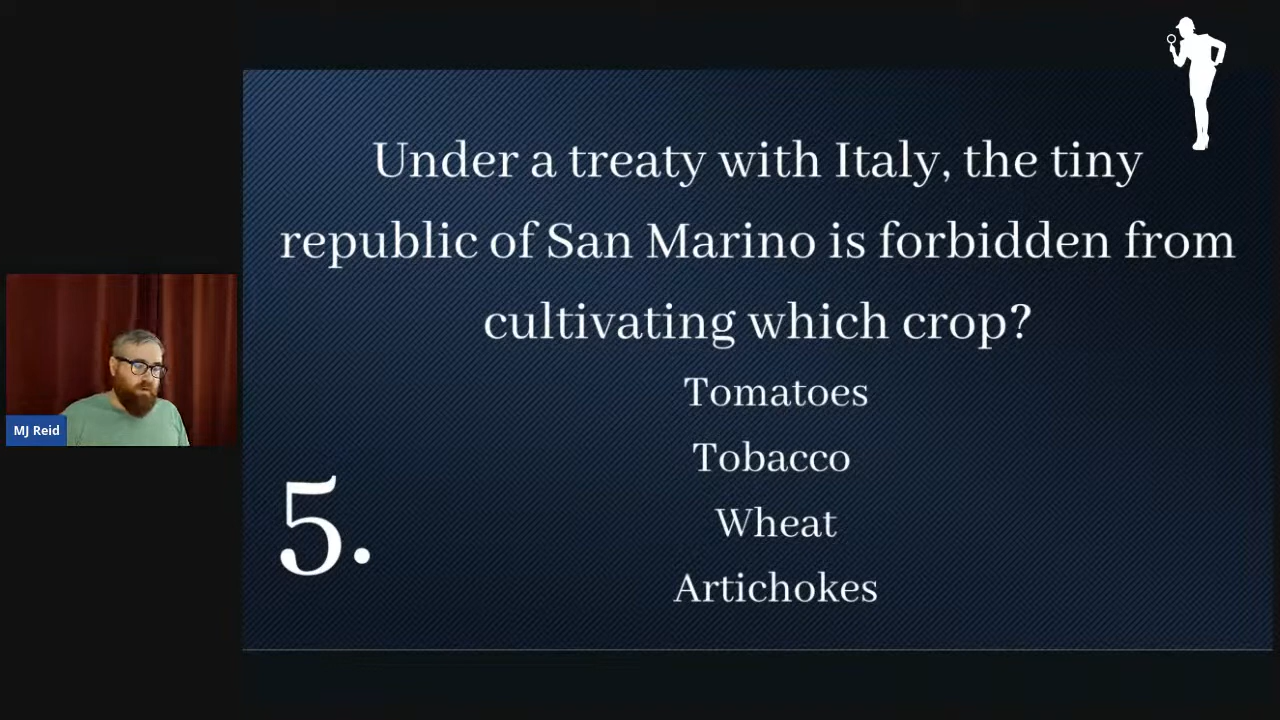 Under a treaty with Italy, the tiny
republic of San Marino is forbidden from
cultivating which crop?
Tomatoes
Tobacco
Wheat
Artichokes
5.
MJ Reid